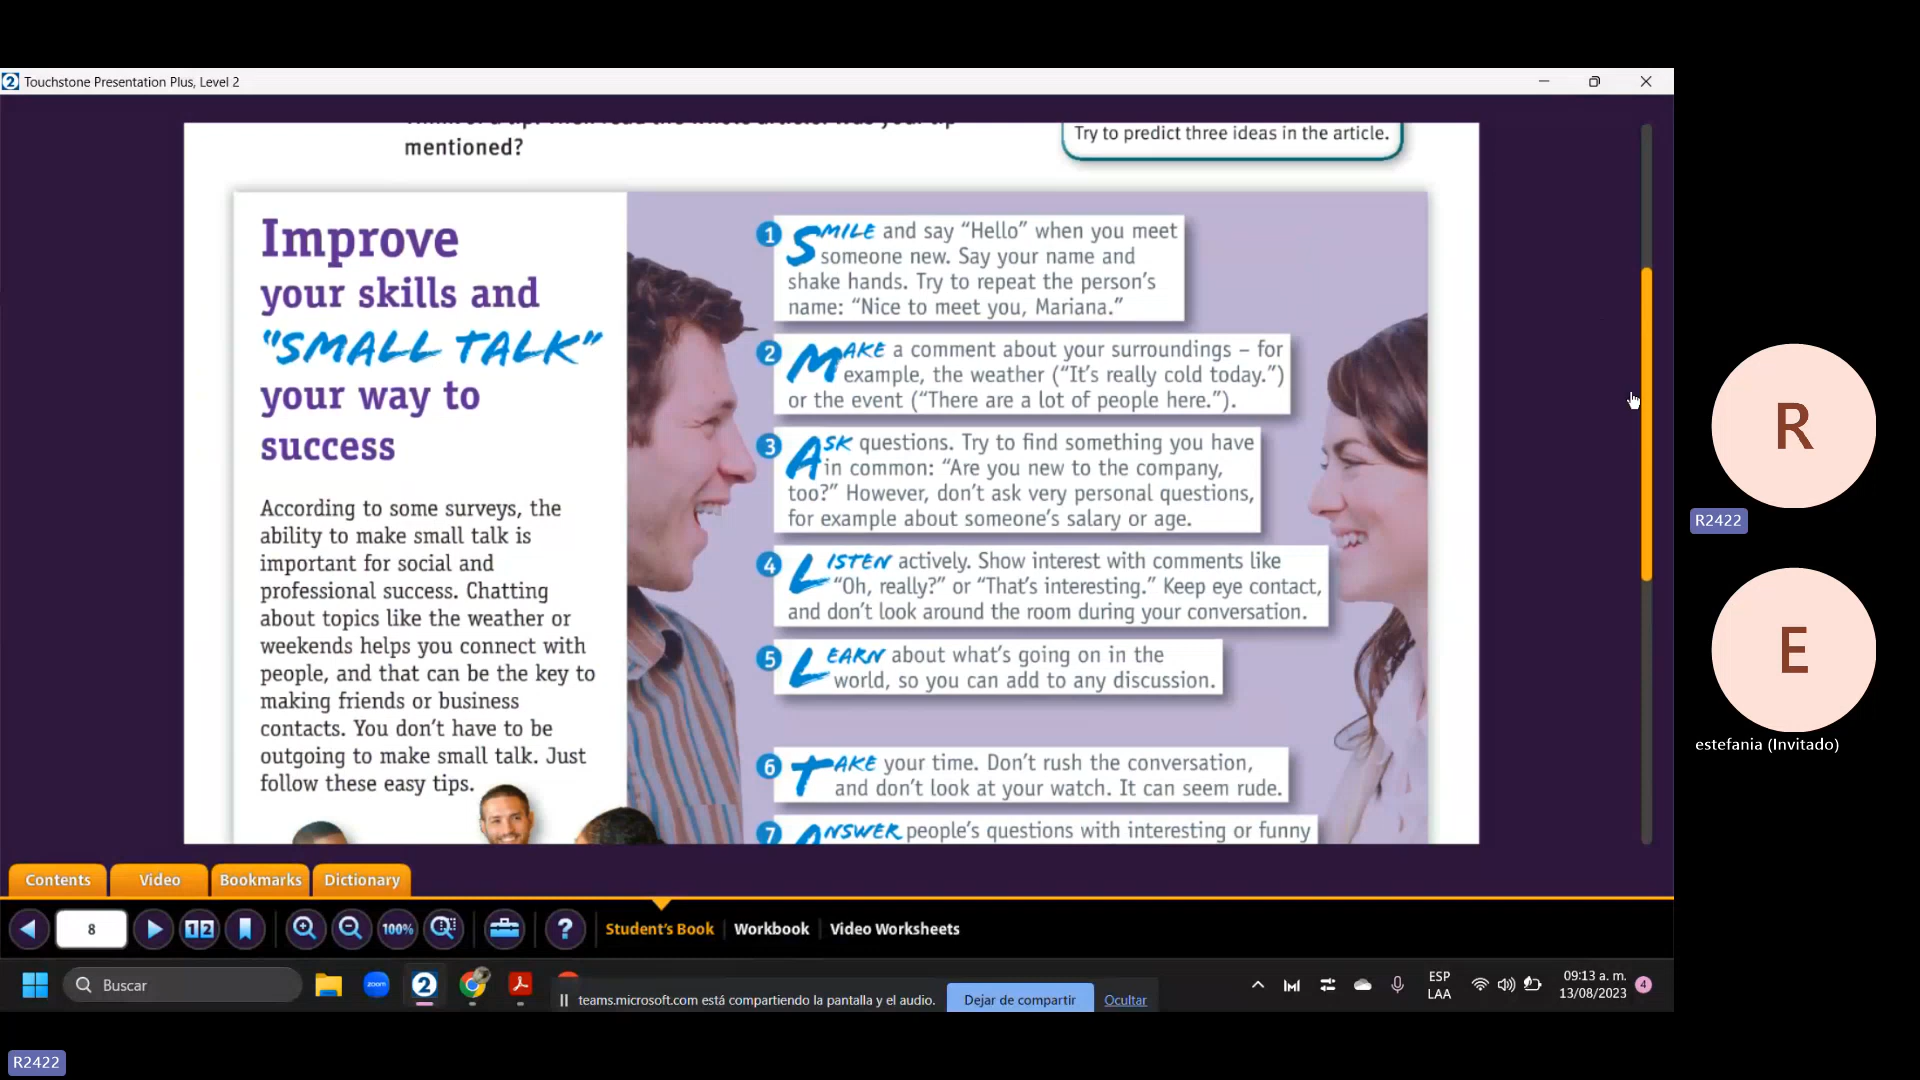 Touchstone Presentation Plus, Level 2
mentioned?
Try to predict three ideas in the article.
Improve
your skills and
"SMALL TALK"
your way to
success
According to some surveys, the
ability to make small talk is
important for social and
professional success. Chatting
about topics like the weather or
weekends helps you connect with
people, and that can be the key to
making friends or business
contacts. You don't have to be
outgoing to make small talk. Just
follow these easy tips.
1 SMILE and say “Hello” when you meet
someone new. Say your name and
shake hands. Try to repeat the person's
name: “Nice to meet you, Mariana.”
2 MAKE a comment about your surroundings – for
example, the weather (“It's really cold today.”)
or the event (“There are a lot of people here.”).
3 ASK questions. Try to find something you have
in common: “Are you new to the company,
too?” However, don't ask very personal questions,
for example about someone's salary or age.
4 LISTEN actively. Show interest with comments like
“Oh, really?” or “That's interesting.” Keep eye contact,
and don't look around the room during your conversation.
5 LEARN about what's going on in the
world, so you can add to any discussion.
6 TAKE your time. Don't rush the conversation,
and don't look at your watch. It can seem rude.
7 ANSWER people's questions with interesting or funny
R
R2422
E
estefania (Invitado)
Contents
Video
Bookmarks
Dictionary
8
12
100%
?
Student's Book
Workbook
Video Worksheets
Buscar
zoom
2
teams.microsoft.com está compartiendo la pantalla y el audio.
Dejar de compartir
Ocultar
ESP
LAA
09:13 a. m.
13/08/2023
4
R2422